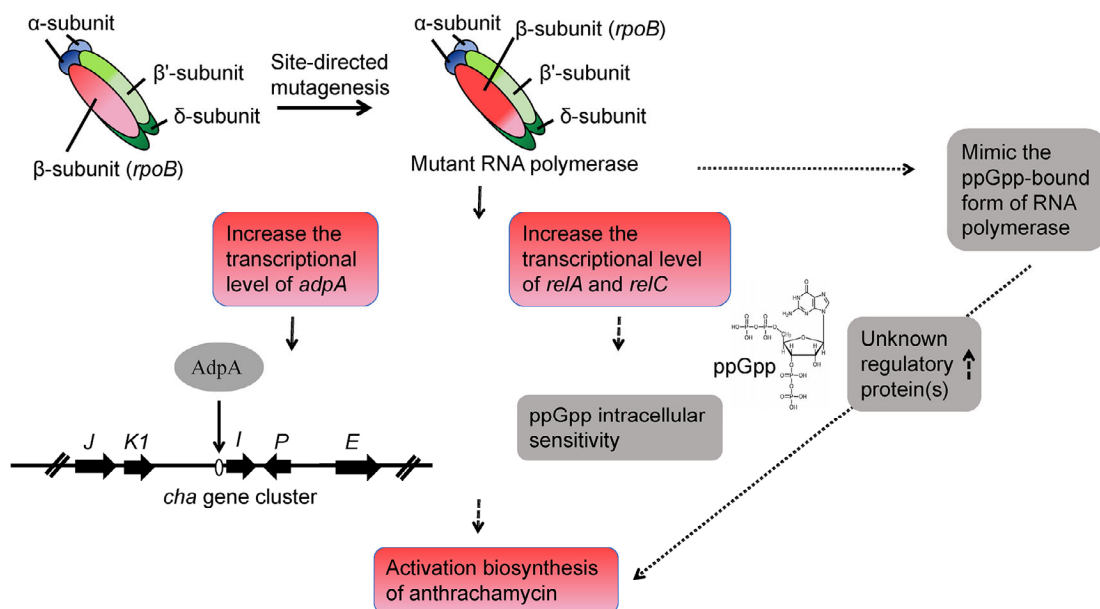 α-subunit
β'-subunit
δ-subunit
β-subunit (rpoB)
Site-directed
mutagenesis
α-subunit
β-subunit (rpoB)
β'-subunit
δ-subunit
Mutant RNA polymerase
Mimic the
ppGpp-bound
form of RNA
polymerase
Increase the
transcriptional
level of adpA
Increase the
transcriptional level
of relA and relC
ppGpp
Unknown
regulatory
protein(s)
AdpA
ppGpp intracellular
sensitivity
J K1 I P E
cha gene cluster
Activation biosynthesis
of anthrachamycin